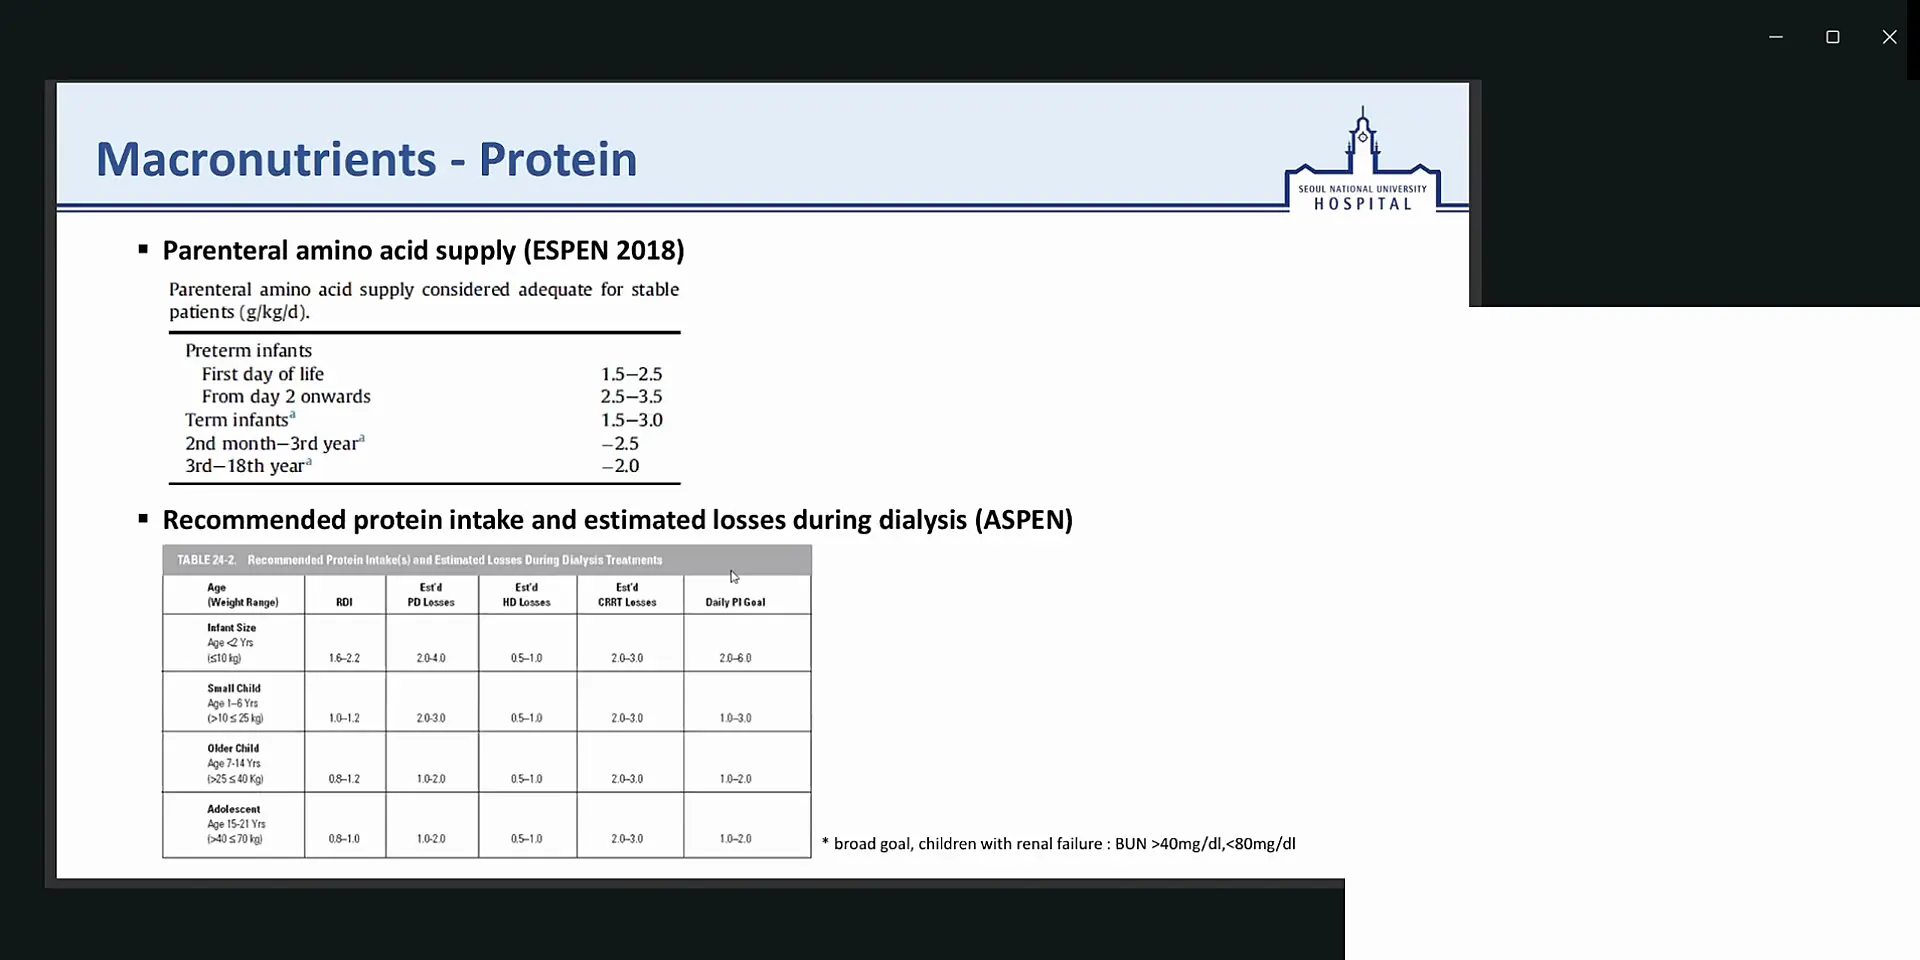 Macronutrients - Protein
SEOUL NATIONAL UNIVERSITY
HOSPITAL
▪ Parenteral amino acid supply (ESPEN 2018)
Parenteral amino acid supply considered adequate for stable
patients (g/kg/d).
Preterm infants
First day of life 1.5–2.5
From day 2 onwards 2.5–3.5
Term infantsᵃ 1.5–3.0
2nd month–3rd yearᵃ –2.5
3rd–18th yearᵃ –2.0
▪ Recommended protein intake and estimated losses during dialysis (ASPEN)
TABLE 24-2. Recommended Protein Intake(s) and Estimated Losses During Dialysis Treatments
Age Est'd Est'd Est'd
(Weight Range) RDI PD Losses HD Losses CRRT Losses Daily PI Goal
Infant Size
Age <2 Yrs
(≤10 kg) 1.6–2.2 2.0-4.0 0.5–1.0 2.0–3.0 2.0–6.0
Small Child
Age 1–6 Yrs
(>10 ≤ 25 kg) 1.0–1.2 2.0-3.0 0.5–1.0 2.0–3.0 1.0–3.0
Older Child
Age 7-14 Yrs
(>25 ≤ 40 Kg) 0.8–1.2 1.0-2.0 0.5–1.0 2.0–3.0 1.0–2.0
Adolescent
Age 15-21 Yrs
(>40 ≤ 70 kg) 0.8–1.0 1.0-2.0 0.5–1.0 2.0–3.0 1.0–2.0
* broad goal, children with renal failure : BUN >40mg/dl,<80mg/dl